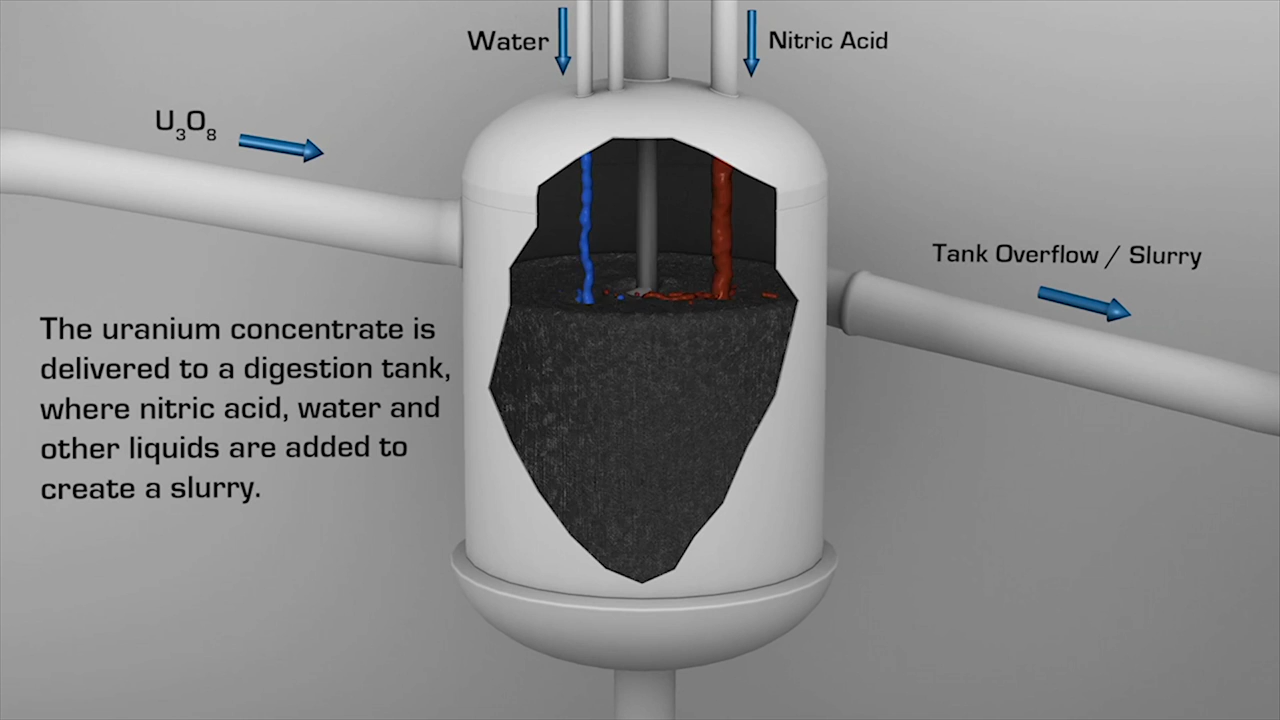 Water
Nitric Acid
U₃O₈
Tank Overflow / Slurry
The uranium concentrate is
delivered to a digestion tank,
where nitric acid, water and
other liquids are added to
create a slurry.